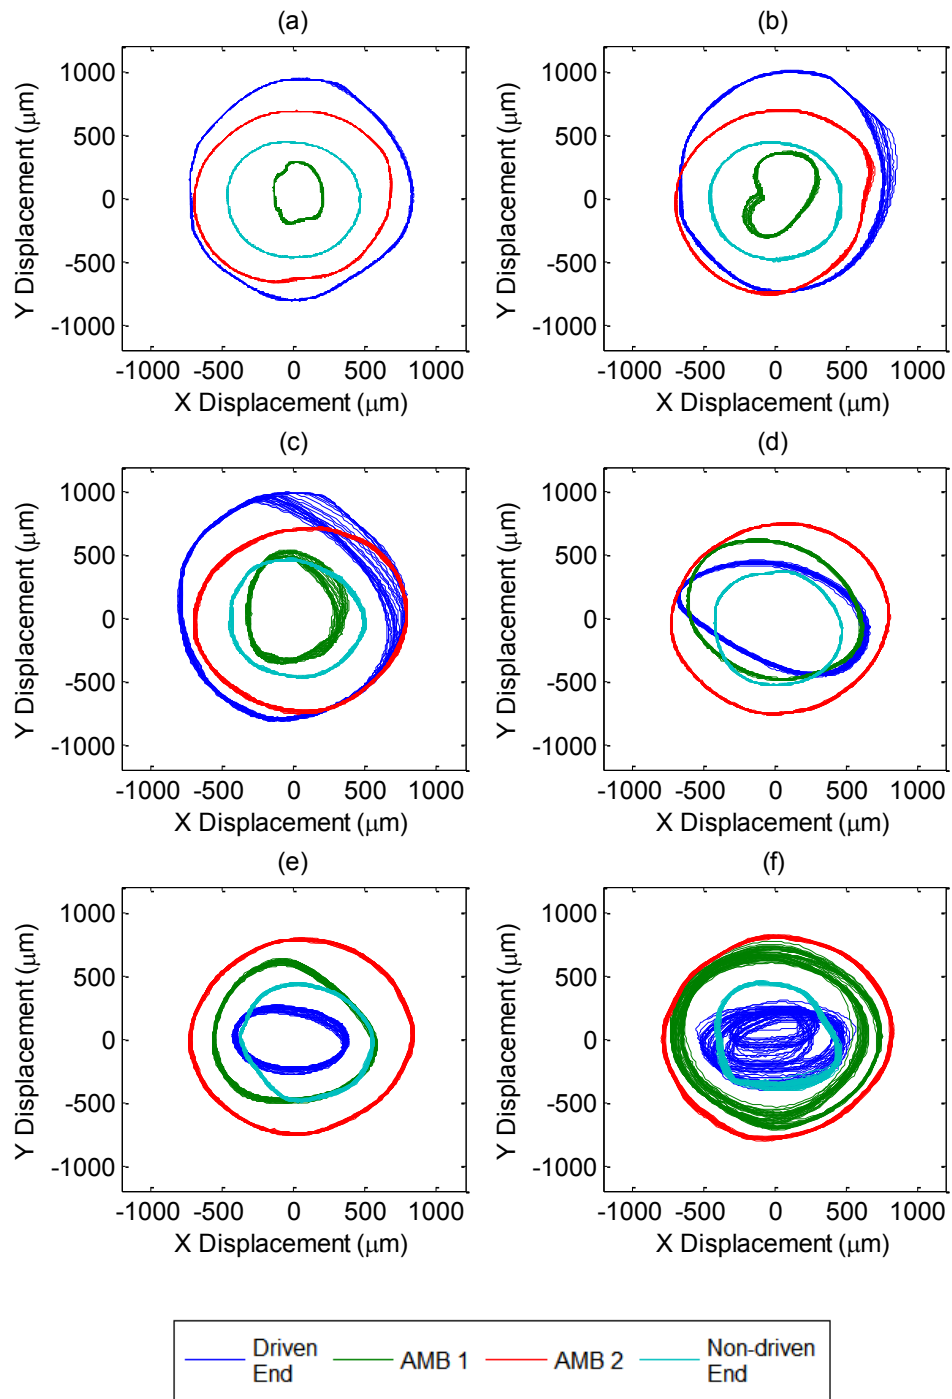 (a) (b)
Y Displacement (μm) 1000 500 0 -500 -1000
-1000 -500 0 500 1000
X Displacement (μm)
Y Displacement (μm) 1000 500 0 -500 -1000
-1000 -500 0 500 1000
X Displacement (μm)
(c) (d)
Y Displacement (μm) 1000 500 0 -500 -1000
-1000 -500 0 500 1000
X Displacement (μm)
Y Displacement (μm) 1000 500 0 -500 -1000
-1000 -500 0 500 1000
X Displacement (μm)
(e) (f)
Y Displacement (μm) 1000 500 0 -500 -1000
-1000 -500 0 500 1000
X Displacement (μm)
Y Displacement (μm) 1000 500 0 -500 -1000
-1000 -500 0 500 1000
X Displacement (μm)
Driven End
AMB 1
AMB 2
Non-driven End